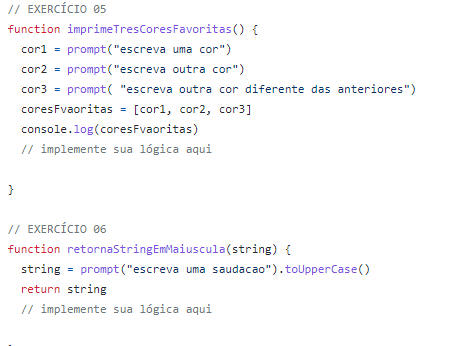 // EXERCÍCIO 05
function imprimeTresCoresFavoritas() {
cor1 = prompt("escreva uma cor")
cor2 = prompt("escreva outra cor")
cor3 = prompt( "escreva outra cor diferente das anteriores")
coresFvaoritas = [cor1, cor2, cor3]
console.log(coresFvaoritas)
// implemente sua lógica aqui
}
// EXERCÍCIO 06
function retornaStringEmMaiuscula(string) {
string = prompt("escreva uma saudacao").toUpperCase()
return string
// implemente sua lógica aqui